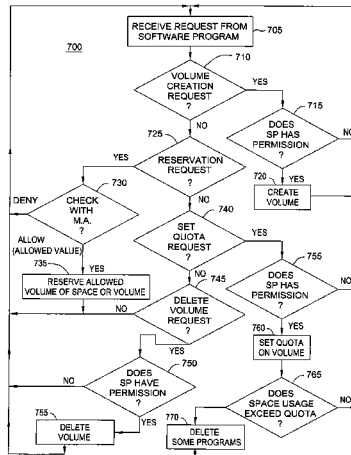 700
RECEIVE REQUEST FROM
SOFTWARE PROGRAM
705
710
VOLUME
CREATION
REQUEST
?
YES
NO
715
DOES
SP HAS
PERMISSION
?
NO
YES
720
CREATE
VOLUME
725
RESERVATION
REQUEST
?
YES
NO
730
CHECK
WITH M.A.
?
DENY
ALLOW
(ALLOWED VALUE)
YES
735
RESERVE ALLOWED
VOLUME OF SPACE OR VOLUME
740
SET
QUOTA
REQUEST
?
YES
NO
755
DOES
SP HAS
PERMISSION
?
NO
YES
760
SET QUOTA
ON VOLUME
745
DELETE
VOLUME
REQUEST
?
NO
YES
750
DOES
SP HAVE
PERMISSION
?
NO
YES
755
DELETE
VOLUME
765
DOES
SPACE USAGE
EXCEED QUOTA
?
NO
YES
770
DELETE
SOME PROGRAMS